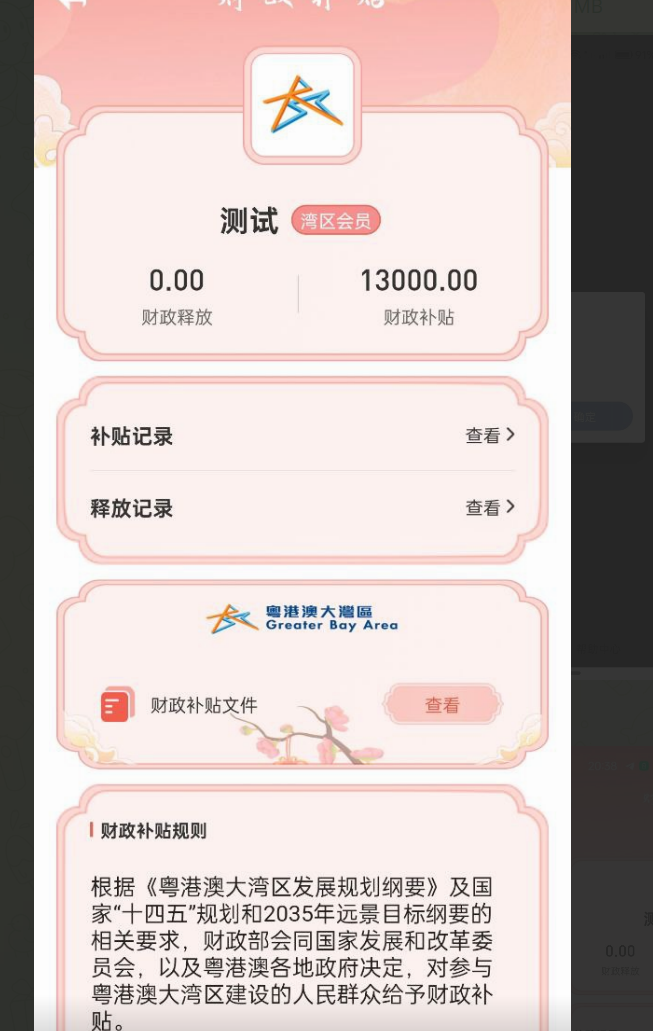 财政补贴
测试 湾区会员
0.00 13000.00
财政释放 财政补贴
补贴记录 查看
释放记录 查看
粵港澳大灣區
Greater Bay Area
财政补贴文件 查看
财政补贴规则
根据《粤港澳大湾区发展规划纲要》及国
家“十四五”规划和2035年远景目标纲要的
相关要求，财政部会同国家发展和改革委
员会，以及粤港澳各地政府决定，对参与
粤港澳大湾区建设的人民群众给予财政补
贴。
MB
0.00